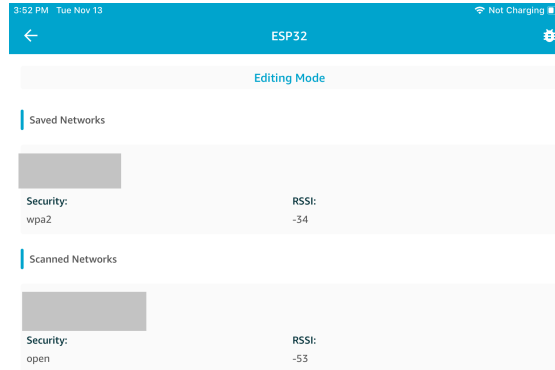 3:52 PM Tue Nov 13 Not Charging
ESP32
Editing Mode
Saved Networks
Security: RSSI:
wpa2 -34
Scanned Networks
Security: RSSI:
open -53